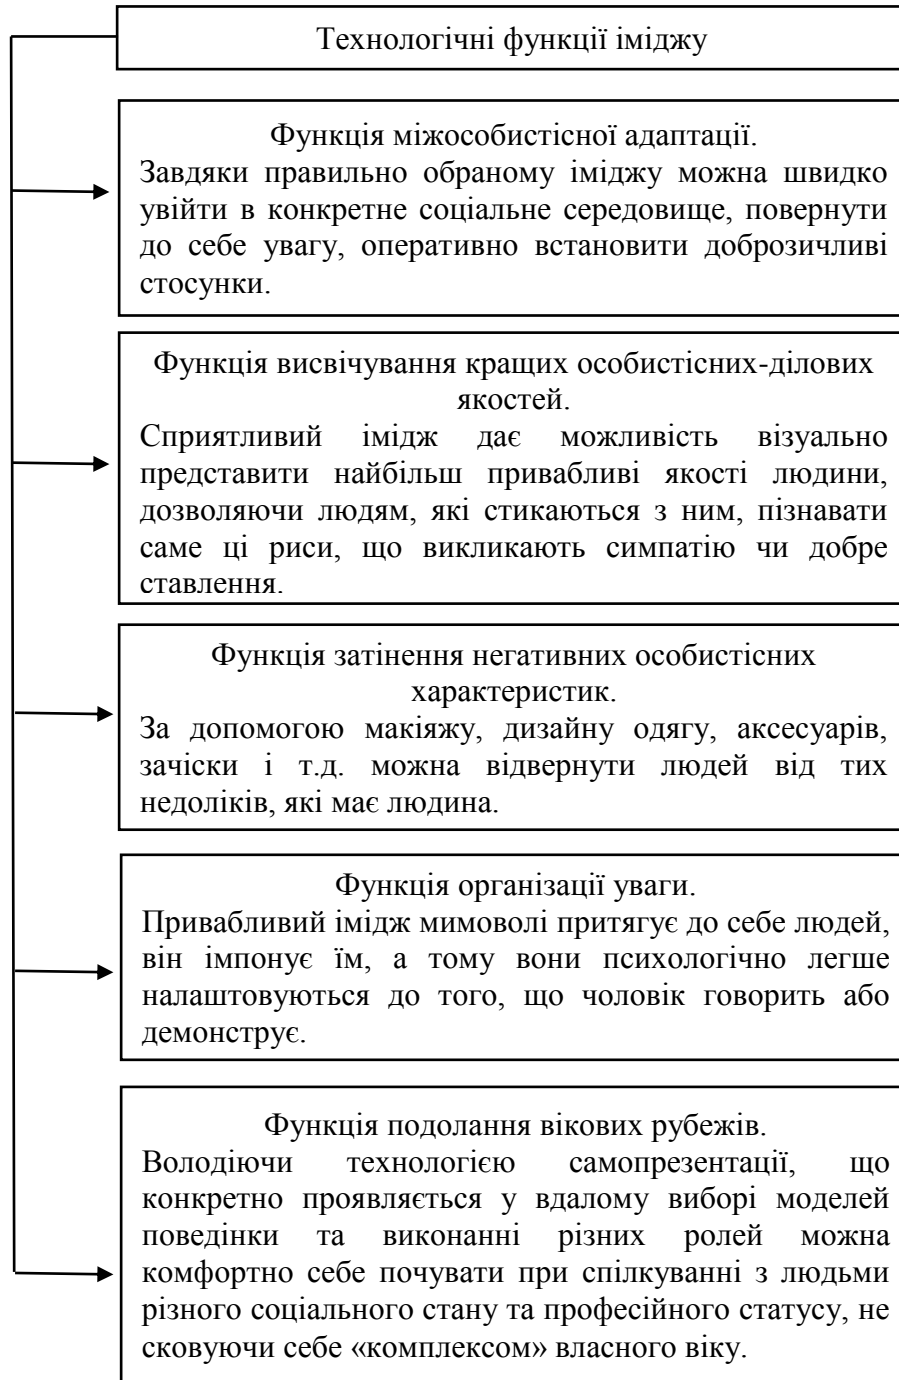 Технологічні функції іміджу
Функція міжособистісної адаптації.
Завдяки правильно обраному іміджу можна швидко
увійти в конкретне соціальне середовище, повернути
до себе увагу, оперативно встановити доброзичливі
стосунки.
Функція висвічування кращих особистісних-ділових
якостей.
Сприятливий імідж дає можливість візуально
представити найбільш привабливі якості людини,
дозволяючи людям, які стикаються з ним, пізнавати
саме ці риси, що викликають симпатію чи добре
ставлення.
Функція затінення негативних особистісних
характеристик.
За допомогою макіяжу, дизайну одягу, аксесуарів,
зачіски і т.д. можна відвернути людей від тих
недоліків, які має людина.
Функція організації уваги.
Привабливий імідж мимоволі притягує до себе людей,
він імпонує їм, а тому вони психологічно легше
налаштовуються до того, що чоловік говорить або
демонструє.
Функція подолання вікових рубежів.
Володіючи технологією самопрезентації, що
конкретно проявляється у вдалому виборі моделей
поведінки та виконанні різних ролей можна
комфортно себе почувати при спілкуванні з людьми
різного соціального стану та професійного статусу, не
сковуючи себе «комплексом» власного віку.